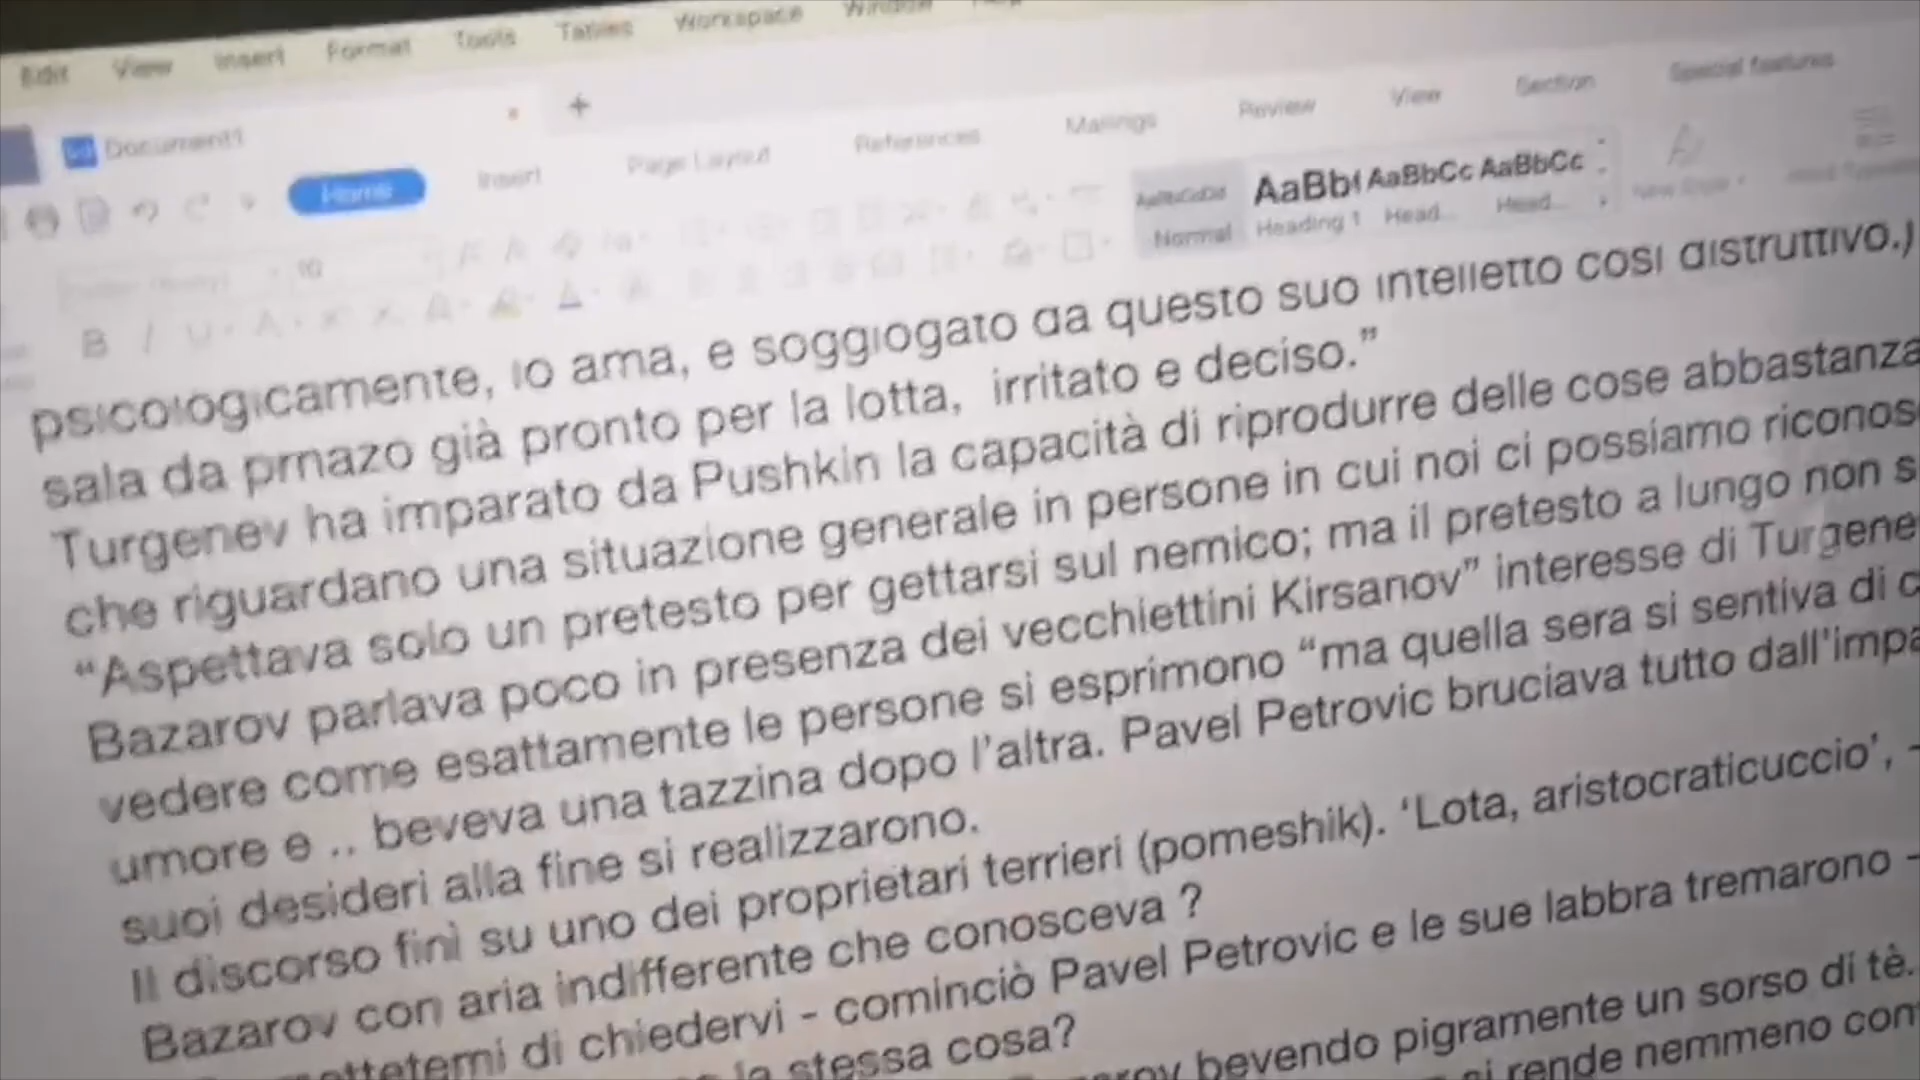 Edit View Insert Format Tools Tables Workspace Window
Document1 +
Home Insert Page Layout References Mailings Review View Section Special features
AaBbCcDd AaBb( AaBbCc AaBbCc
Normal Heading 1 Head... Head...
B I U
psicologicamente, lo ama, e soggiogato da questo suo intelletto così distruttivo.)
sala da prnazo già pronto per la lotta, irritato e deciso.”
Turgenev ha imparato da Pushkin la capacità di riprodurre delle cose abbastanza
che riguardano una situazione generale in persone in cui noi ci possiamo riconos
“Aspettava solo un pretesto per gettarsi sul nemico; ma il pretesto a lungo non s
Bazarov parlava poco in presenza dei vecchiettini Kirsanov” interesse di Turgene
vedere come esattamente le persone si esprimono “ma quella sera si sentiva di c
umore e .. beveva una tazzina dopo l’altra. Pavel Petrovic bruciava tutto dall'impa
suoi desideri alla fine si realizzarono.
Il discorso finì su uno dei proprietari terrieri (pomeshik). ‘Lota, aristocraticuccio’, -
Bazarov con aria indifferente che conosceva ?
ttetemi di chiedervi - cominciò Pavel Petrovic e le sue labbra tremarono -
la stessa cosa?
bevendo pigramente un sorso di tè.
si rende nemmeno con